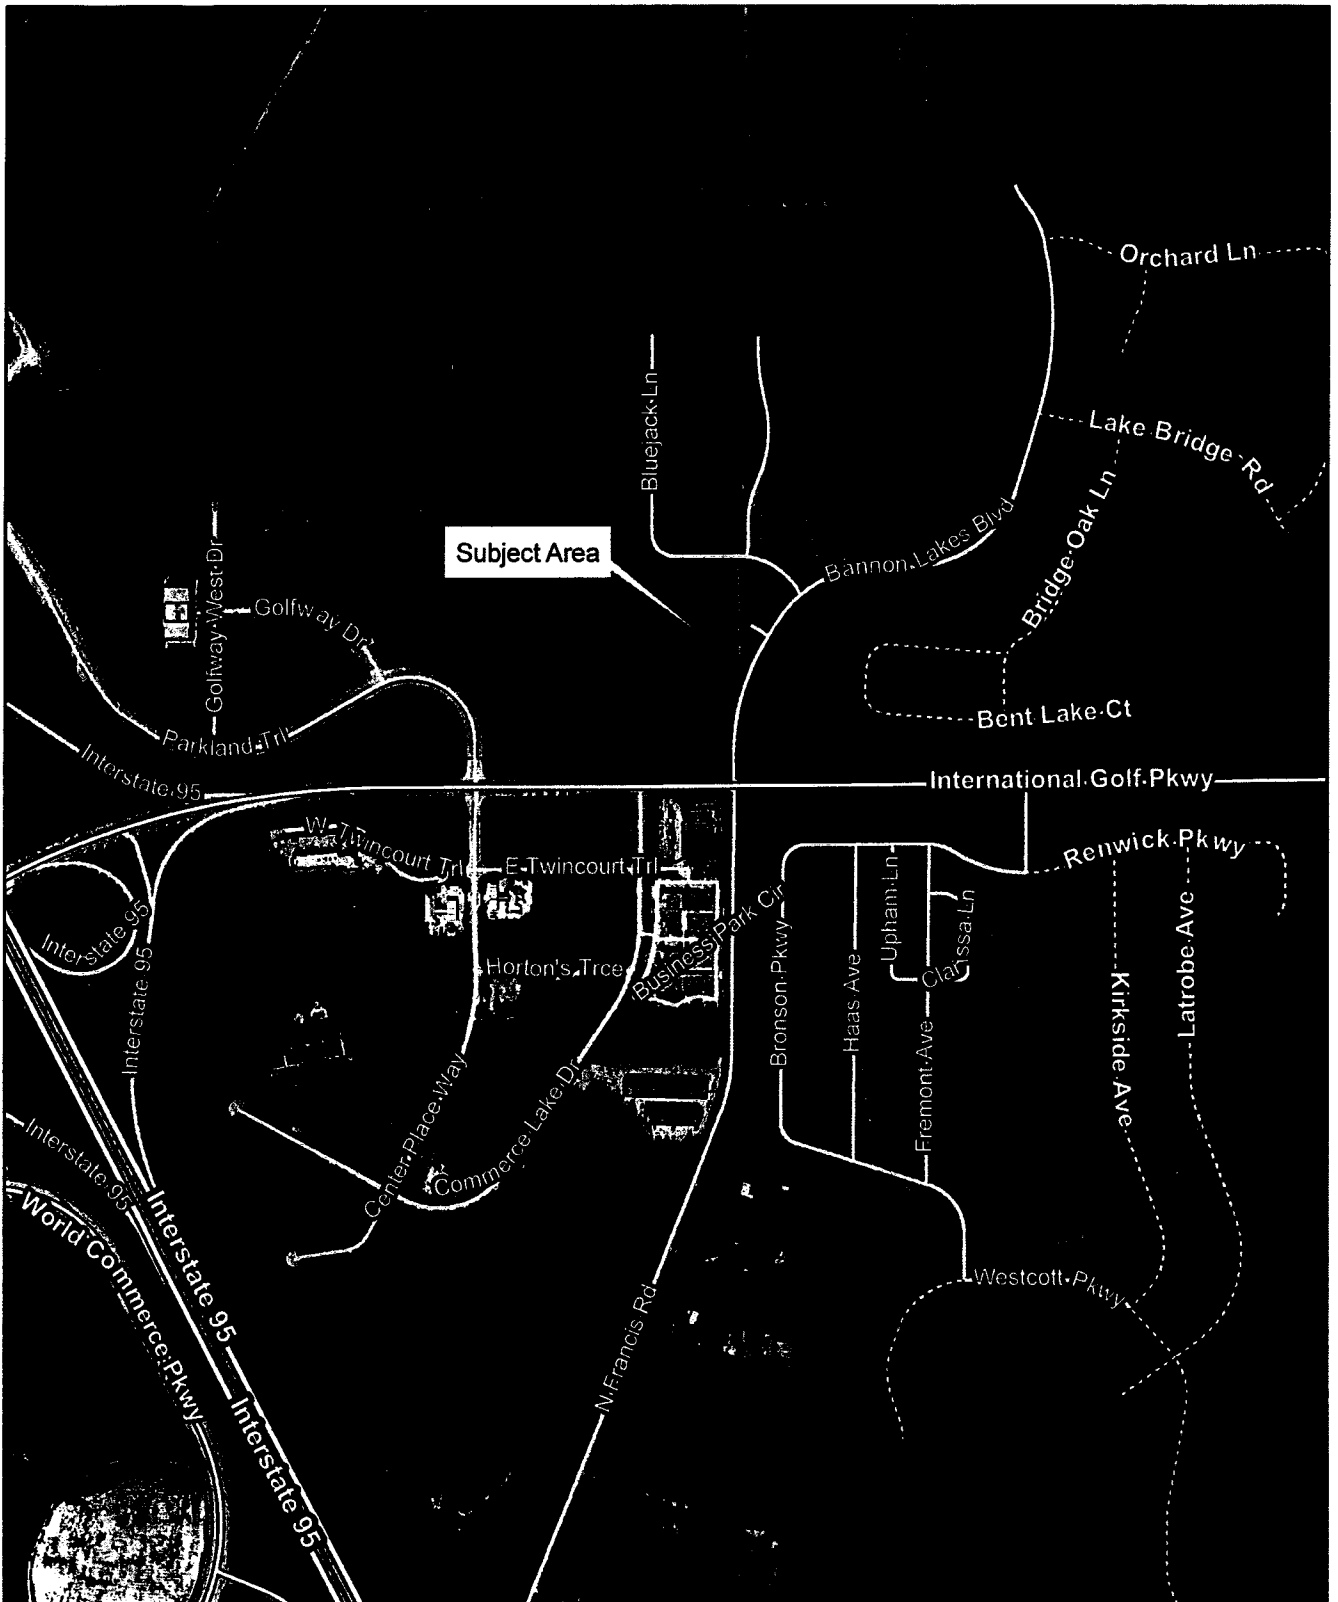 Orchard Ln
Bluejack Ln
Lake Bridge Rd
Bannon Lakes Blvd
Bridge Oak Ln
Subject Area
Golfway West Dr
Golfway Dr
Bent Lake Ct
Parkland Trl
Interstate 95
International Golf Pkwy
W Twincourt Trl
E Twincourt Trl
Renwick Pkwy
Upham Ln
Clarissa Ln
Latrobe Ave
Business Park Cir
Bronson Pkwy
Haas Ave
Clarissa
Interstate 95
Interstate 95
Horton's Trce
Kirkside Ave
Fremont Ave
Center Place Way
Commerce Lake Dr
Interstate 95
Interstate 95
World Commerce Pkwy
Westcott Pkwy
N Francis Rd
Interstate 95